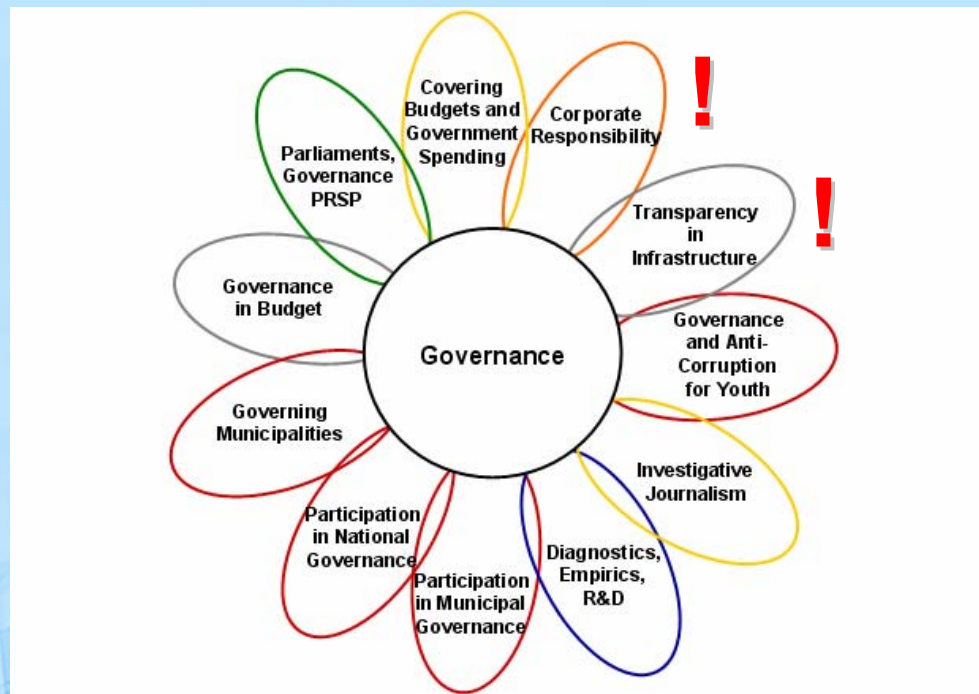 Covering
Budgets and
Government
Spending
Corporate
Responsibility
!
Transparency
in
Infrastructure
!
Governance
and Anti-
Corruption
for Youth
Investigative
Journalism
Diagnostics,
Empirics,
R&D
Participation
in Municipal
Governance
Participation
in National
Governance
Governing
Municipalities
Governance
in Budget
Parliaments,
Governance
PRSP
Governance